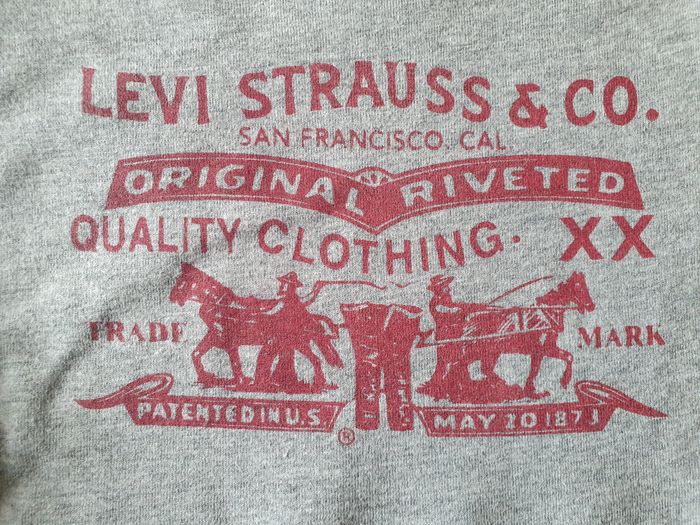 LEVI STRAUSS & CO.
SAN FRANCISCO. CAL.
ORIGINAL RIVETED
QUALITY CLOTHING. XX
TRADE MARK
PATENTED IN U.S. MAY 20 1873
®